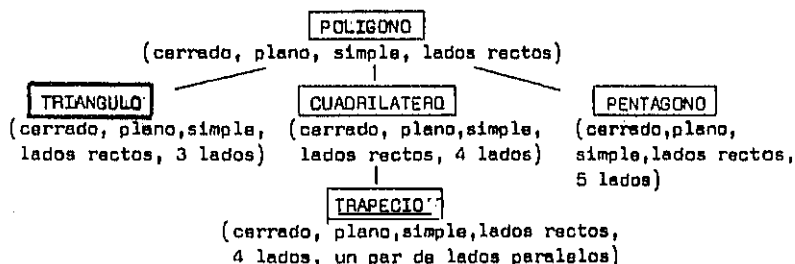 POLIGONO
(cerrado, plano, simple, lados rectos)
TRIANGULO
CUADRILATERO
PENTAGONO
(cerrado, plano,simple,
lados rectos, 3 lados)
(cerrado, plano,simple,
lados rectos, 4 lados)
(cerrado,plano,
simple,lados rectos,
5 lados)
TRAPECIO
(cerrado, plano,simple,lados rectos,
4 lados, un par de lados paralelos)